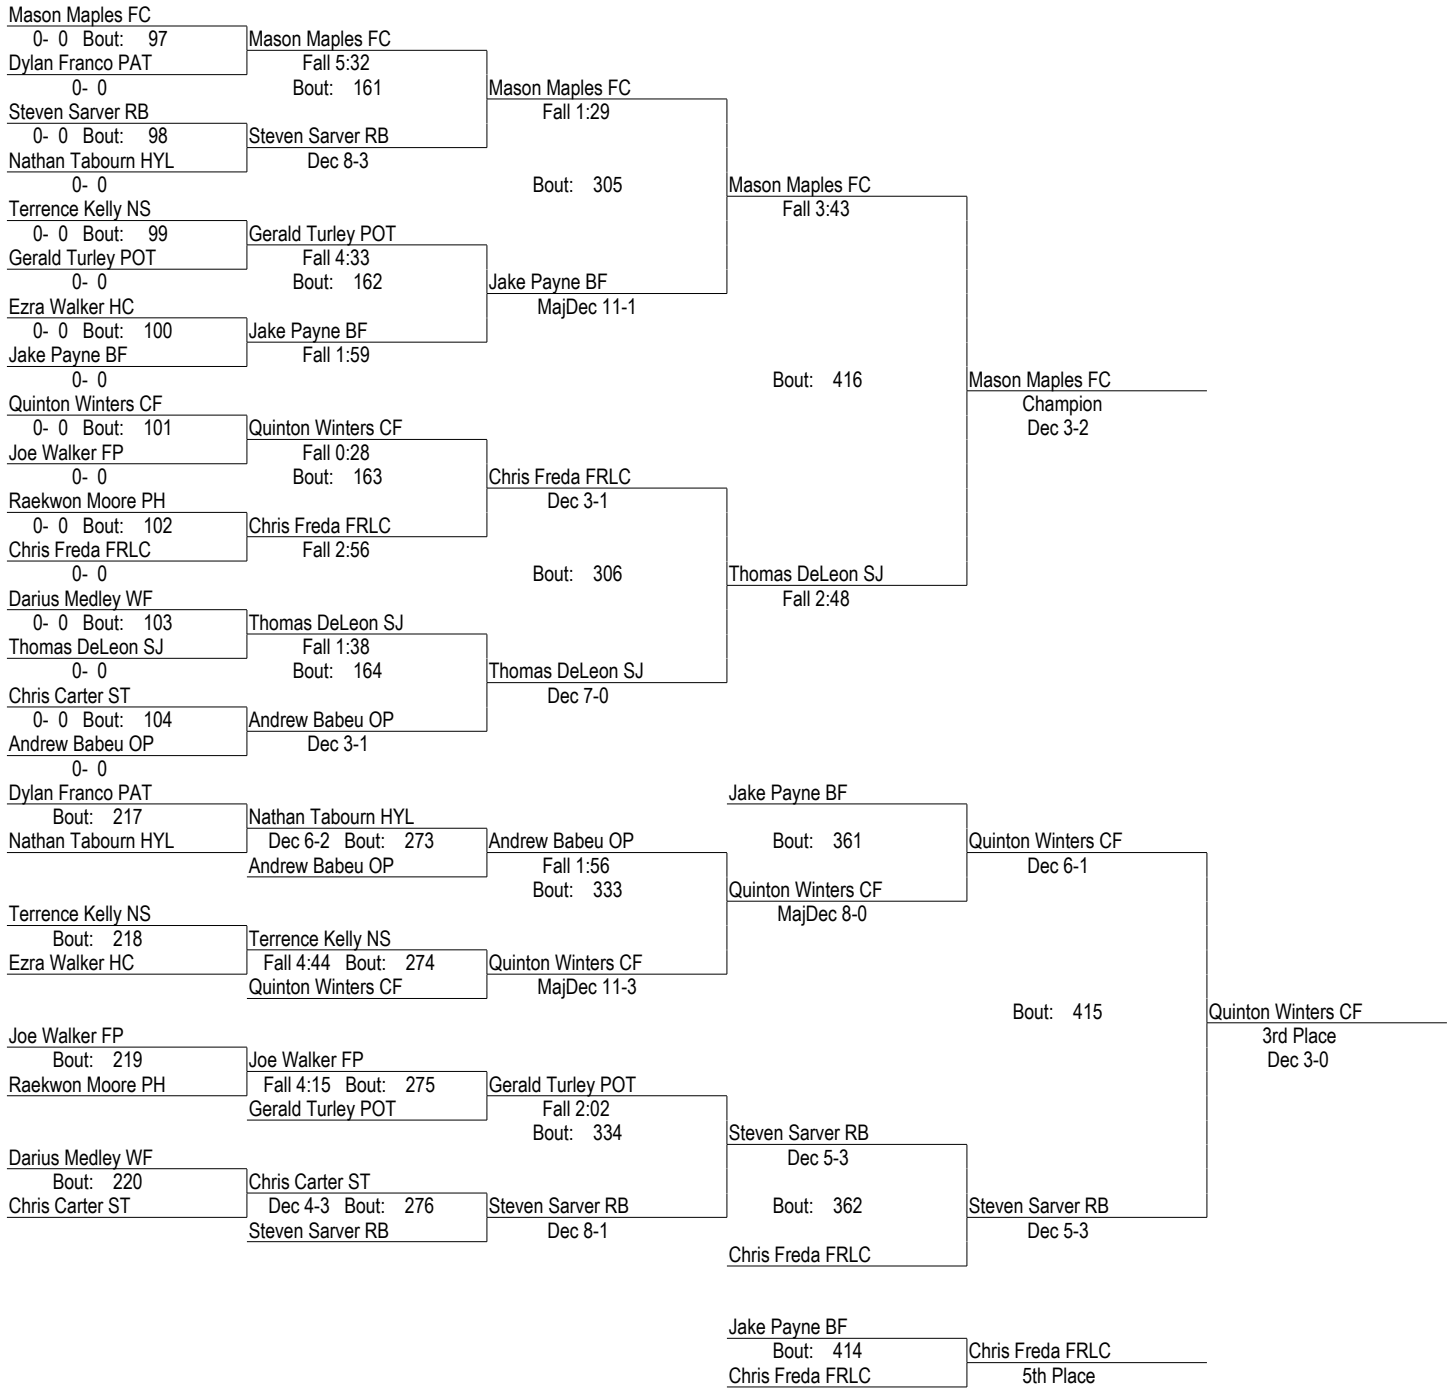 Mason Maples FC
0- 0 Bout: 97
Mason Maples FC
Dylan Franco PAT
Fall 5:32
0- 0
Bout: 161
Mason Maples FC
Steven Sarver RB
Fall 1:29
0- 0 Bout: 98
Steven Sarver RB
Nathan Tabourn HYL
Dec 8-3
0- 0
Bout: 305
Mason Maples FC
Terrence Kelly NS
Fall 3:43
0- 0 Bout: 99
Gerald Turley POT
Gerald Turley POT
Fall 4:33
0- 0
Bout: 162
Jake Payne BF
Ezra Walker HC
MajDec 11-1
0- 0 Bout: 100
Jake Payne BF
Jake Payne BF
Fall 1:59
0- 0
Bout: 416
Mason Maples FC
Quinton Winters CF
Champion
0- 0 Bout: 101
Quinton Winters CF
Dec 3-2
Joe Walker FP
Fall 0:28
0- 0
Bout: 163
Chris Freda FRLC
Raekwon Moore PH
Dec 3-1
0- 0 Bout: 102
Chris Freda FRLC
Chris Freda FRLC
Fall 2:56
0- 0
Bout: 306
Thomas DeLeon SJ
Darius Medley WF
Fall 2:48
0- 0 Bout: 103
Thomas DeLeon SJ
Thomas DeLeon SJ
Fall 1:38
0- 0
Bout: 164
Thomas DeLeon SJ
Chris Carter ST
Dec 7-0
0- 0 Bout: 104
Andrew Babeu OP
Andrew Babeu OP
Dec 3-1
0- 0
Dylan Franco PAT
Jake Payne BF
Bout: 217
Nathan Tabourn HYL
Nathan Tabourn HYL
Dec 6-2 Bout: 273
Andrew Babeu OP
Bout: 361
Quinton Winters CF
Andrew Babeu OP
Fall 1:56
Dec 6-1
Bout: 333
Quinton Winters CF
Terrence Kelly NS
MajDec 8-0
Bout: 218
Terrence Kelly NS
Ezra Walker HC
Fall 4:44 Bout: 274
Quinton Winters CF
Quinton Winters CF
MajDec 11-3
Bout: 415
Quinton Winters CF
Joe Walker FP
3rd Place
Bout: 219
Joe Walker FP
Dec 3-0
Raekwon Moore PH
Fall 4:15 Bout: 275
Gerald Turley POT
Gerald Turley POT
Fall 2:02
Bout: 334
Steven Sarver RB
Darius Medley WF
Dec 5-3
Bout: 220
Chris Carter ST
Chris Carter ST
Dec 4-3 Bout: 276
Steven Sarver RB
Bout: 362
Steven Sarver RB
Steven Sarver RB
Dec 8-1
Dec 5-3
Chris Freda FRLC
Jake Payne BF
Bout: 414
Chris Freda FRLC
Chris Freda FRLC
5th Place